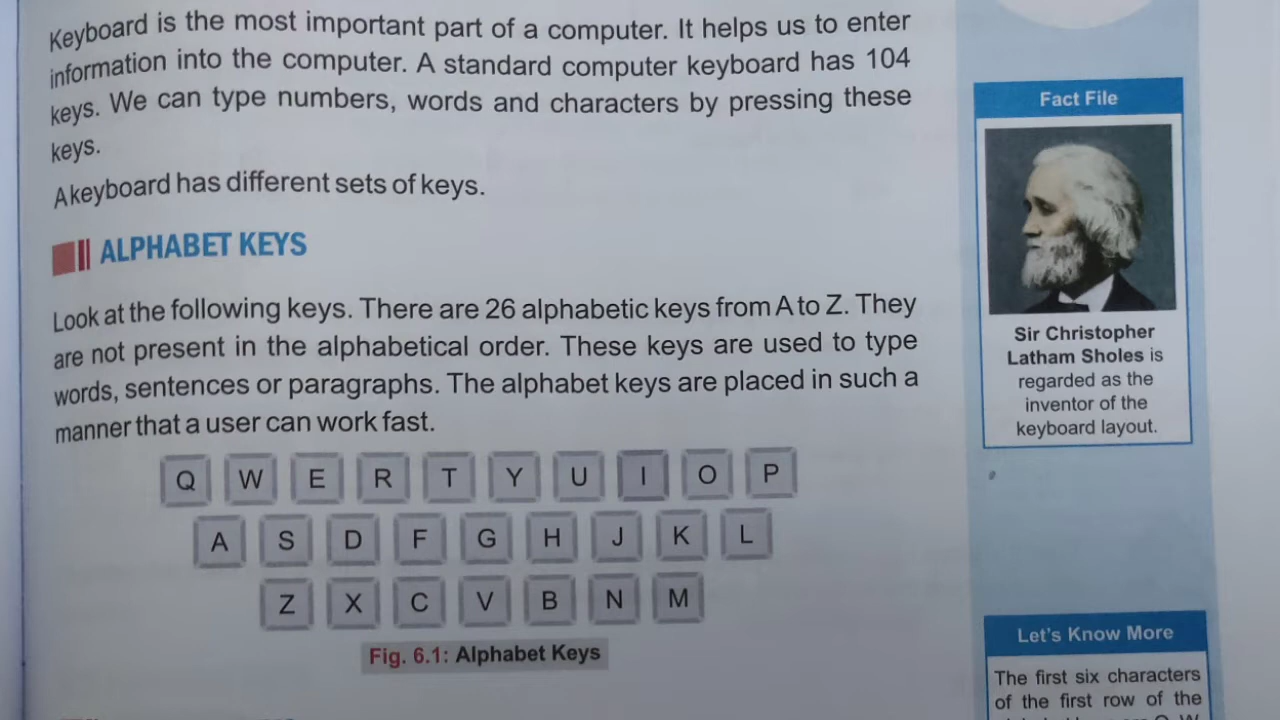 Keyboard is the most important part of a computer. It helps us to enter
information into the computer. A standard computer keyboard has 104
keys. We can type numbers, words and characters by pressing these
keys.
A keyboard has different sets of keys.
ALPHABET KEYS
Look at the following keys. There are 26 alphabetic keys from A to Z. They
are not present in the alphabetical order. These keys are used to type
words, sentences or paragraphs. The alphabet keys are placed in such a
manner that a user can work fast.
Q W E R T Y U I O P
A S D F G H J K L
Z X C V B N M
Fig. 6.1: Alphabet Keys
Fact File
Sir Christopher
Latham Sholes is
regarded as the
inventor of the
keyboard layout.
Let's Know More
The first six characters
of the first row of the